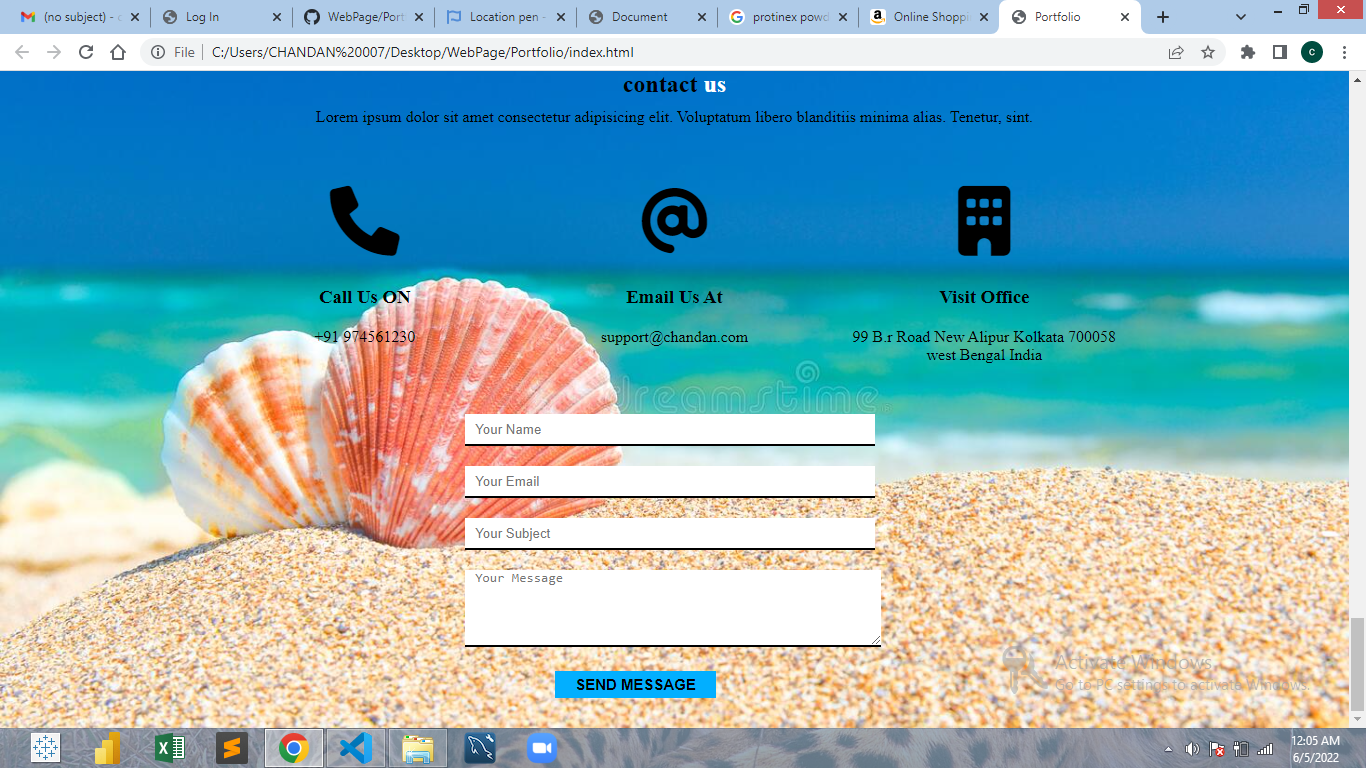 (no subject) - c
Log In
WebPage/Port
Location pen -
Document
protinex powd
Online Shoppi
Portfolio
File
C:/Users/CHANDAN%20007/Desktop/WebPage/Portfolio/index.html
c
contact us
Lorem ipsum dolor sit amet consectetur adipisicing elit. Voluptatum libero blanditiis minima alias. Tenetur, sint.
Call Us ON
Email Us At
Visit Office
+91 974561230
support@chandan.com
99 B.r Road New Alipur Kolkata 700058
west Bengal India
dreamstime.
Your Name
Your Email
Your Subject
Your Message
SEND MESSAGE
Activate Windows
Go to PC settings to activate Windows.
12:05 AM
6/5/2022